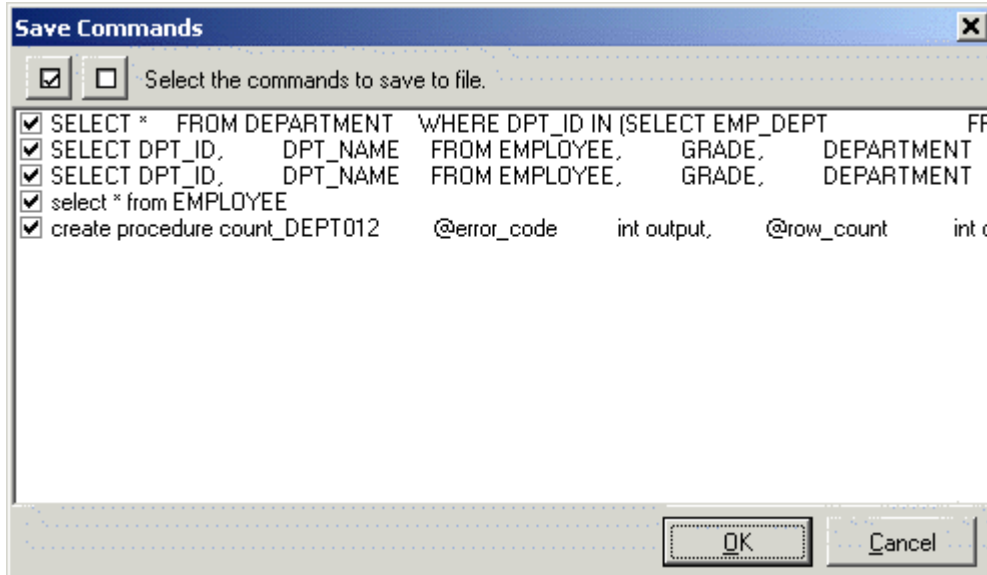 Save Commands
Select the commands to save to file.
SELECT * FROM DEPARTMENT WHERE DPT_ID IN (SELECT EMP_DEPT
SELECT DPT_ID, DPT_NAME FROM EMPLOYEE, GRADE, DEPARTMENT
SELECT DPT_ID, DPT_NAME FROM EMPLOYEE, GRADE, DEPARTMENT
select * from EMPLOYEE
create procedure count_DEPT012 @error_code int output, @row_count int
OK Cancel